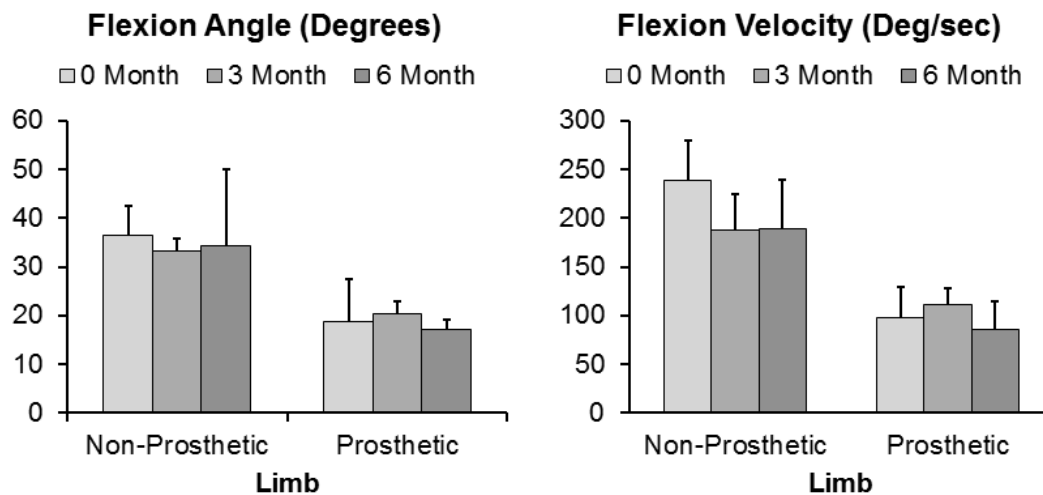 Flexion Angle (Degrees)
0 Month 3 Month 6 Month
60
50
40
30
20
10
0
Non-Prosthetic Prosthetic
Limb
Flexion Velocity (Deg/sec)
0 Month 3 Month 6 Month
300
250
200
150
100
50
0
Non-Prosthetic Prosthetic
Limb